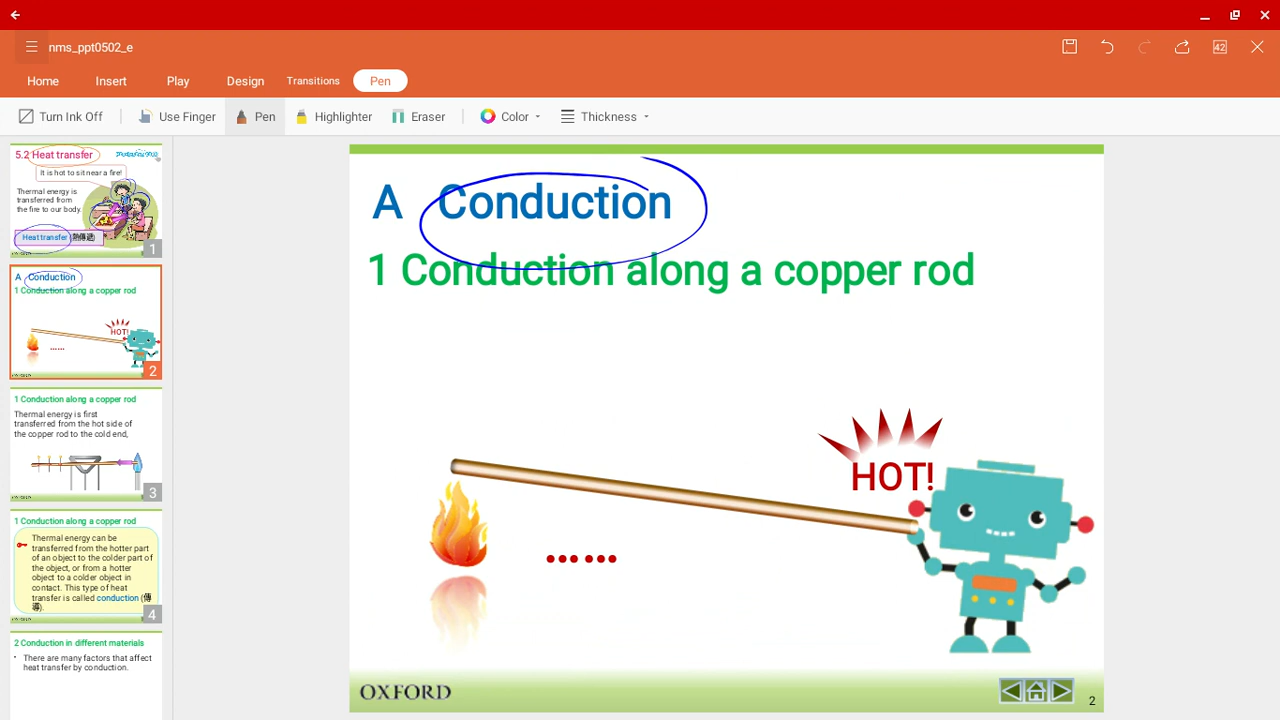 nms_ppt0502_e
42
Home
Insert
Play
Design
Transitions
Pen
Turn Ink Off
Use Finger
Pen
Highlighter
Eraser
Color
Thickness
5.2 Heat transfer
It is hot to sit near a fire!
Thermal energy is
transferred from
the fire to our body.
Heat transfer (熱傳遞)
1
A Conduction
1 Conduction along a copper rod
HOT!
......
2
1 Conduction along a copper rod
Thermal energy is first
transferred from the hot side of
the copper rod to the cold end,
3
1 Conduction along a copper rod
Thermal energy can be
transferred from the hotter part
of an object to the colder part of
the object, or from a hotter
object to a colder object in
contact. This type of heat
transfer is called conduction (傳
導).
4
2 Conduction in different materials
• There are many factors that affect
heat transfer by conduction.
A Conduction
1 Conduction along a copper rod
HOT!
......
OXFORD
2